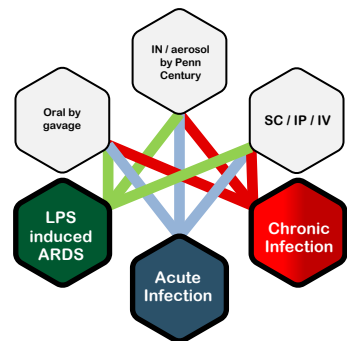 IN / aerosol
by Penn
Century
Oral by
gavage
SC / IP / IV
LPS
induced
ARDS
Acute
Infection
Chronic
Infection